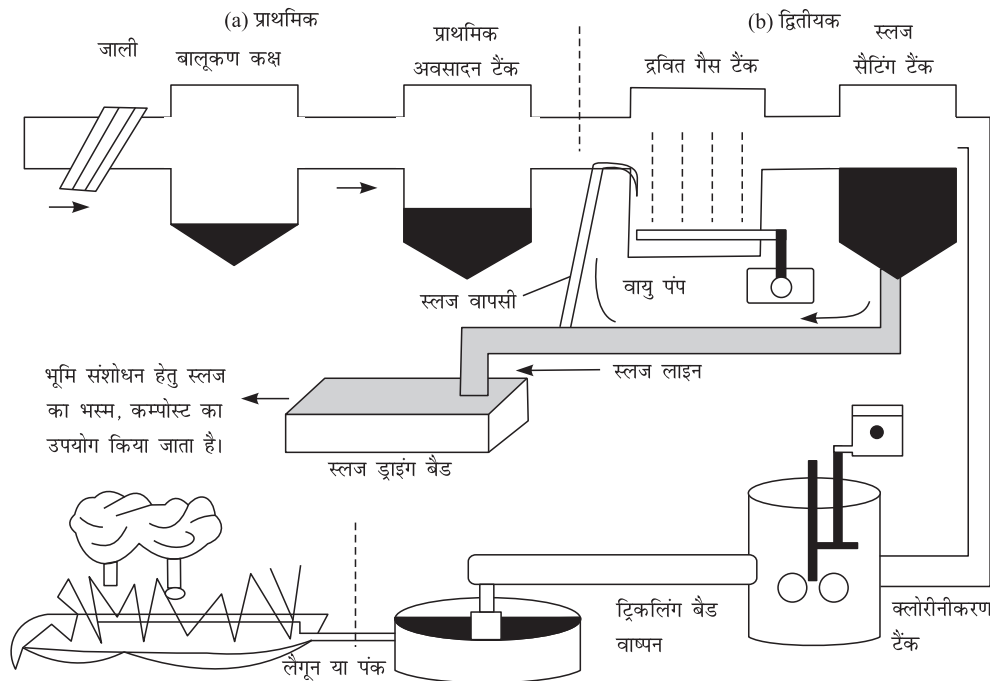 (a) प्राथमिक
(b) द्वितीयक
जाली
बालूकण कक्ष
प्राथमिक
अवसादन टैंक
द्रवित गैस टैंक
स्लज
सैटिंग टैंक
स्लज वापसी
वायु पंप
स्लज लाइन
भूमि संशोधन हेतु स्लज
का भस्म, कम्पोस्ट का
उपयोग किया जाता है।
स्लज ड्राइंग बैड
ट्रिकलिंग बैड
वाष्पन
क्लोरीनीकरण
टैंक
लैगून या पंक